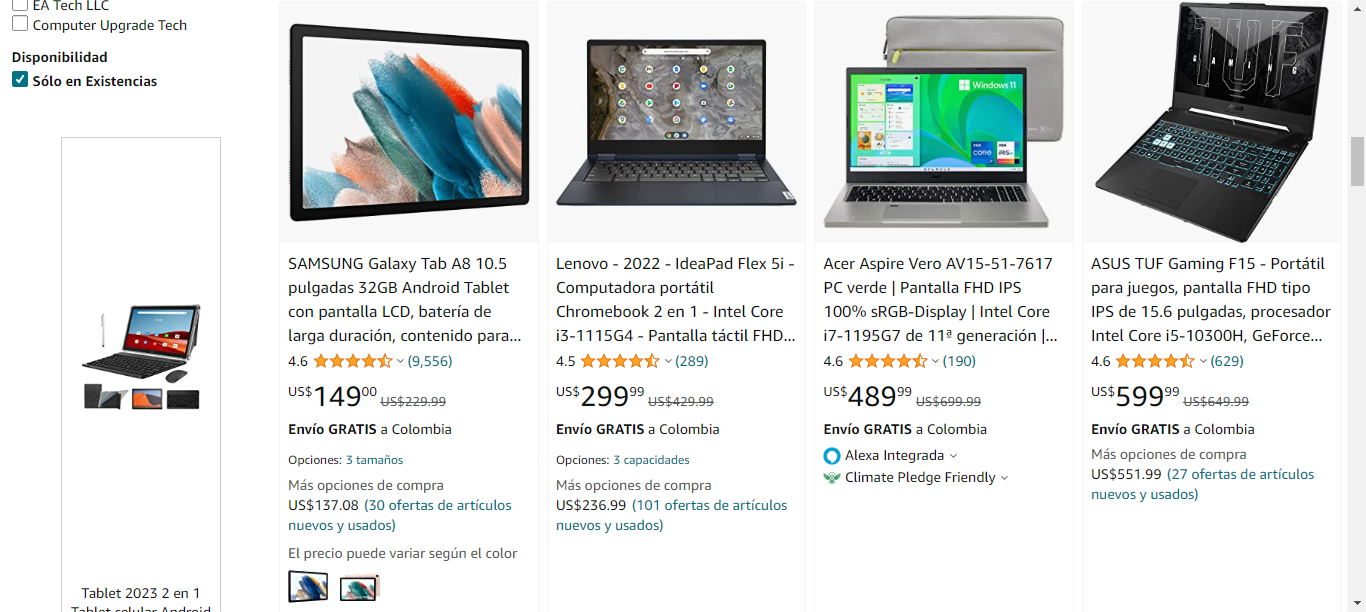 EA Tech LLC
Computer Upgrade Tech
Disponibilidad
Sólo en Existencias
Tablet 2023 2 en 1
Tablet celular Android
SAMSUNG Galaxy Tab A8 10.5
pulgadas 32GB Android Tablet
con pantalla LCD, batería de
larga duración, contenido para...
4.6 (9,556)
US$14900 US$229.99
Envío GRATIS a Colombia
Opciones: 3 tamaños
Más opciones de compra
US$137.08 (30 ofertas de artículos
nuevos y usados)
El precio puede variar según el color
Lenovo - 2022 - IdeaPad Flex 5i -
Computadora portátil
Chromebook 2 en 1 - Intel Core
i3-1115G4 - Pantalla táctil FHD...
4.5 (289)
US$29999 US$429.99
Envío GRATIS a Colombia
Opciones: 3 capacidades
Más opciones de compra
US$236.99 (101 ofertas de artículos
nuevos y usados)
Windows 11
intel
CORE
intel
iRIS
Acer Aspire Vero AV15-51-7617
PC verde | Pantalla FHD IPS
100% sRGB-Display | Intel Core
i7-1195G7 de 11ª generación |...
4.6 (190)
US$48999 US$699.99
Envío GRATIS a Colombia
Alexa Integrada
Climate Pledge Friendly
TUF
GAMING
ASUS TUF Gaming F15 - Portátil
para juegos, pantalla FHD tipo
IPS de 15.6 pulgadas, procesador
Intel Core i5-10300H, GeForce...
4.6 (629)
US$59999 US$649.99
Envío GRATIS a Colombia
Más opciones de compra
US$551.99 (27 ofertas de artículos
nuevos y usados)